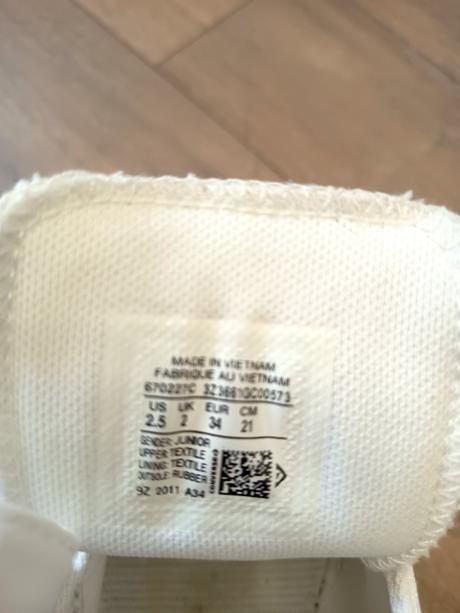 MADE IN VIETNAM
FABRIQUE AU VIETNAM
670227C 3Z3661GC00573
US UK EUR CM
2.5 2 34 21
GENDER: JUNIOR
UPPER: TEXTILE
LINING: TEXTILE
OUTSOLE: RUBBER
9Z 2011 A34
CONVERSE